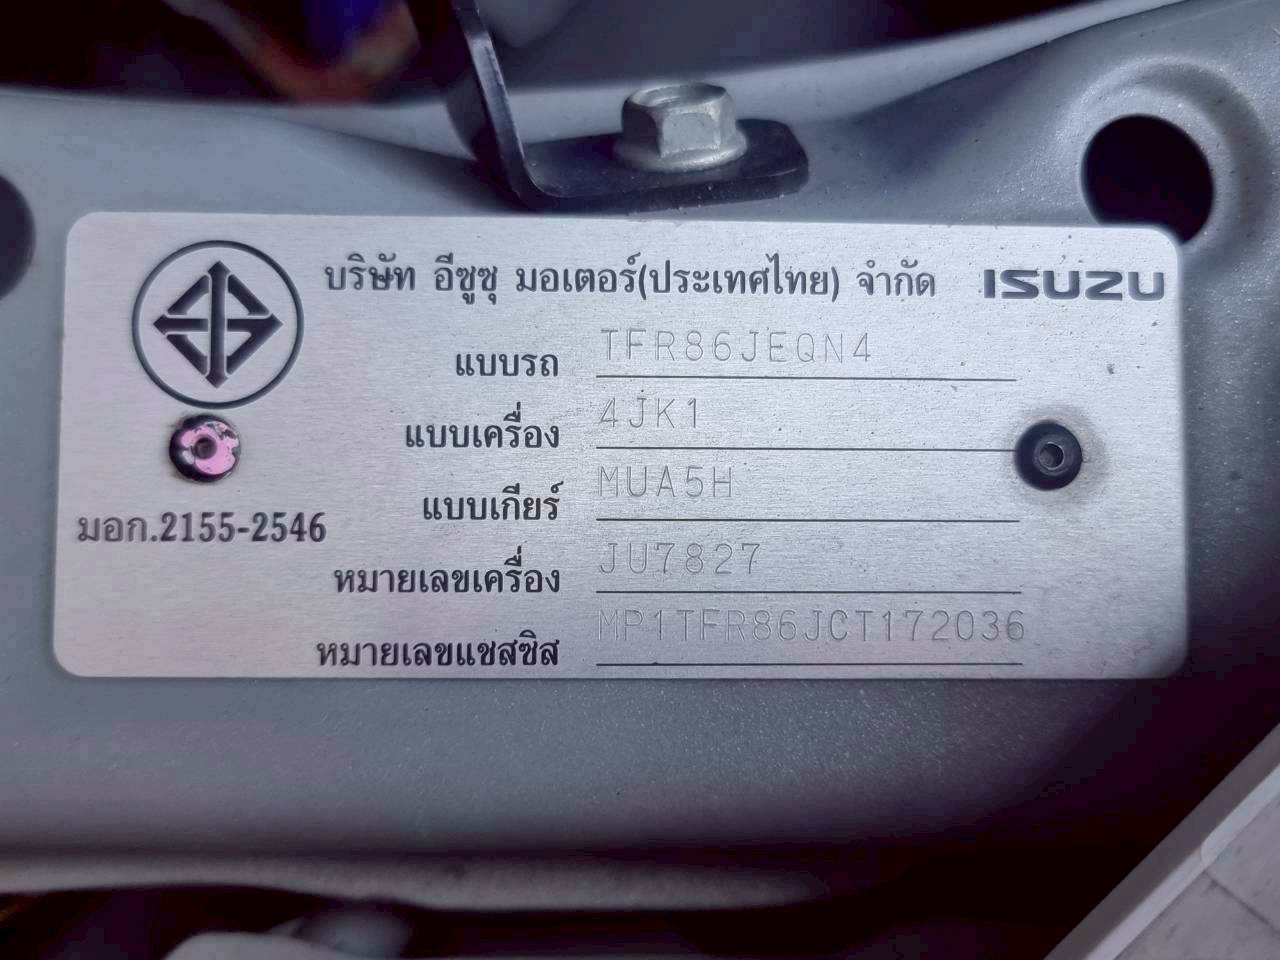 บริษัท อีซูซุ มอเตอร์(ประเทศไทย) จำกัด ISUZU
แบบรถ TFR86JEQN4
แบบเครื่อง 4JK1
แบบเกียร์ MUA5H
มอก.2155-2546
หมายเลขเครื่อง JU7827
หมายเลขแชสซิส MP1TFR86JCT172036